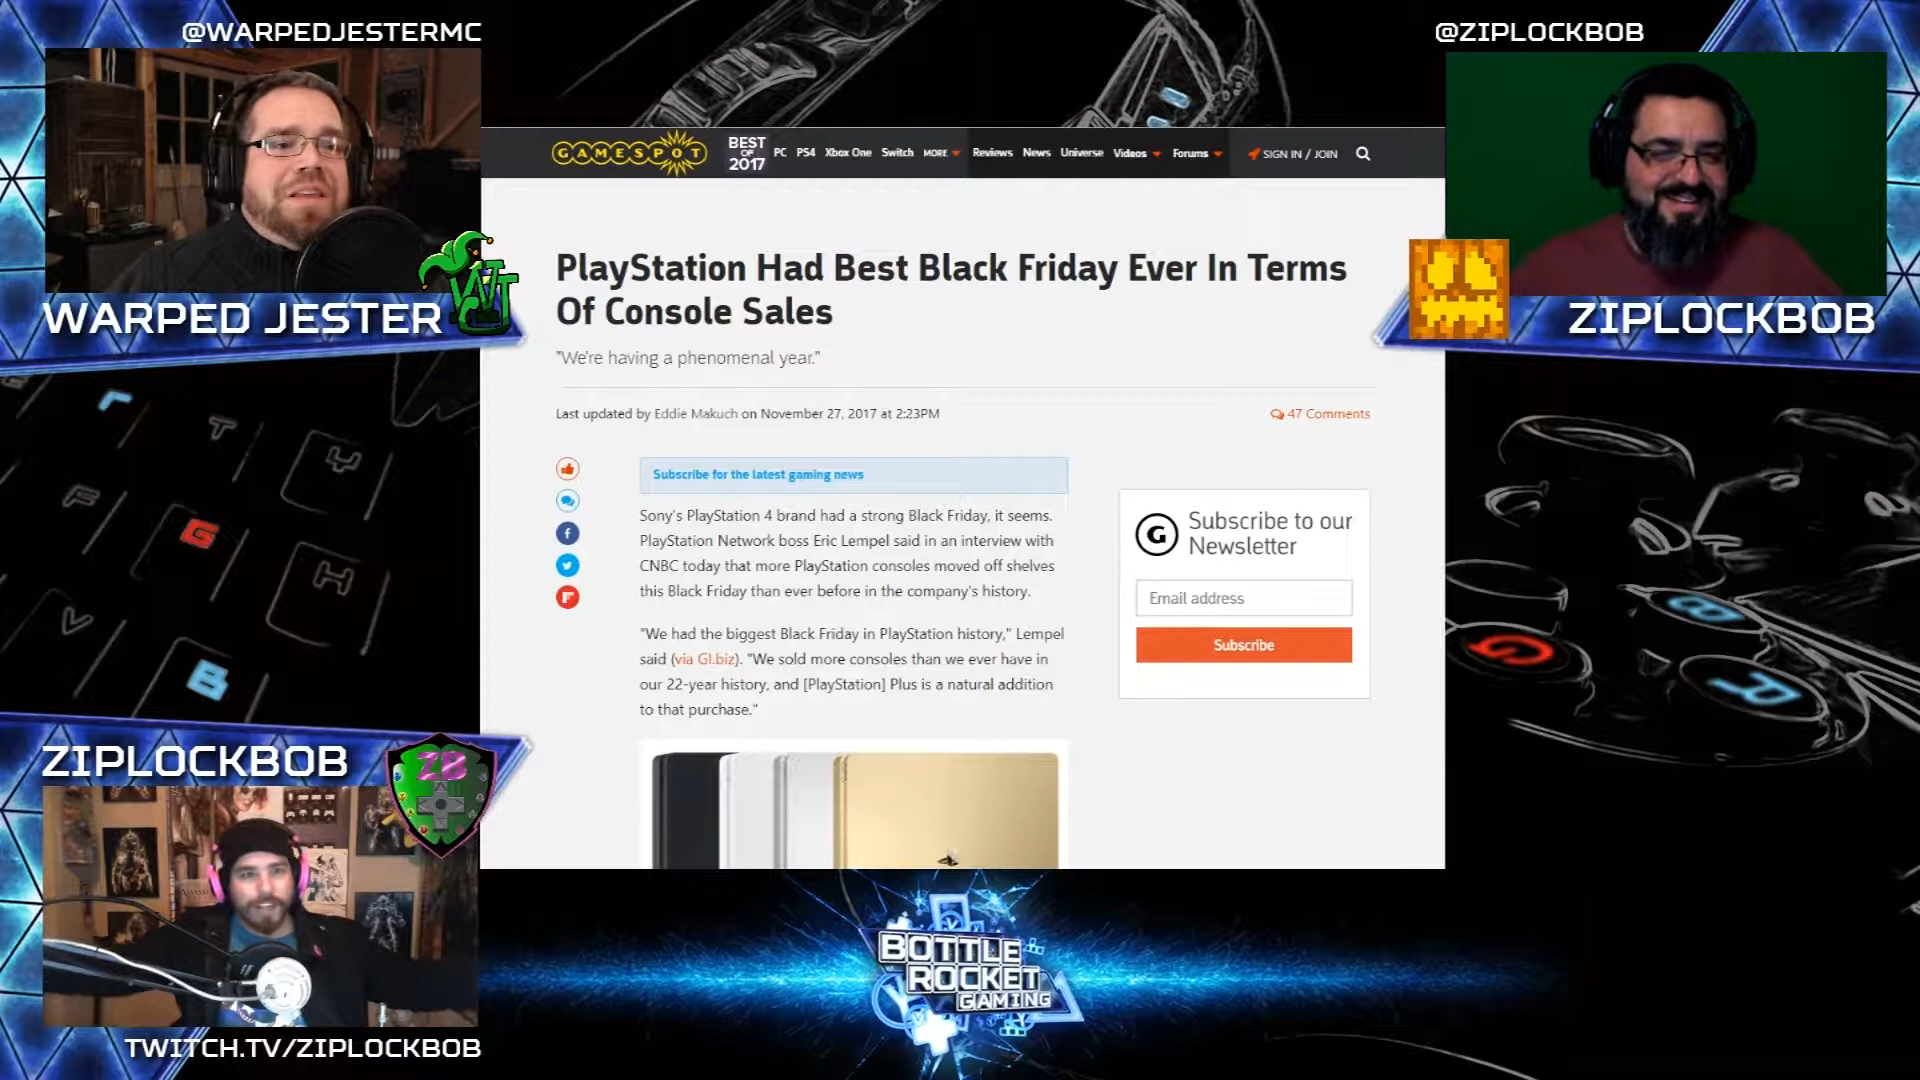 @WARPEDJESTERMC
@ZIPLOCKBOB
GAMESPOT
BEST OF 2017
PC PS4 Xbox One Switch MORE Reviews News Universe Videos Forums SIGN IN / JOIN
WT
WARPED JESTER
ZIPLOCKBOB
PlayStation Had Best Black Friday Ever In Terms
Of Console Sales
"We're having a phenomenal year."
Last updated by Eddie Makuch on November 27, 2017 at 2:23PM
47 Comments
Subscribe for the latest gaming news
Sony's PlayStation 4 brand had a strong Black Friday, it seems.
PlayStation Network boss Eric Lempel said in an interview with
CNBC today that more PlayStation consoles moved off shelves
this Black Friday than ever before in the company's history.
"We had the biggest Black Friday in PlayStation history," Lempel
said (via GI.biz). "We sold more consoles than we ever have in
our 22-year history, and [PlayStation] Plus is a natural addition
to that purchase."
G
Subscribe to our
Newsletter
Email address
Subscribe
T
Y
F
G
H
V
B
B
G
R
ZIPLOCKBOB
ZB
BOTTLE
ROCKET
GAMING
TWITCH.TV/ZIPLOCKBOB